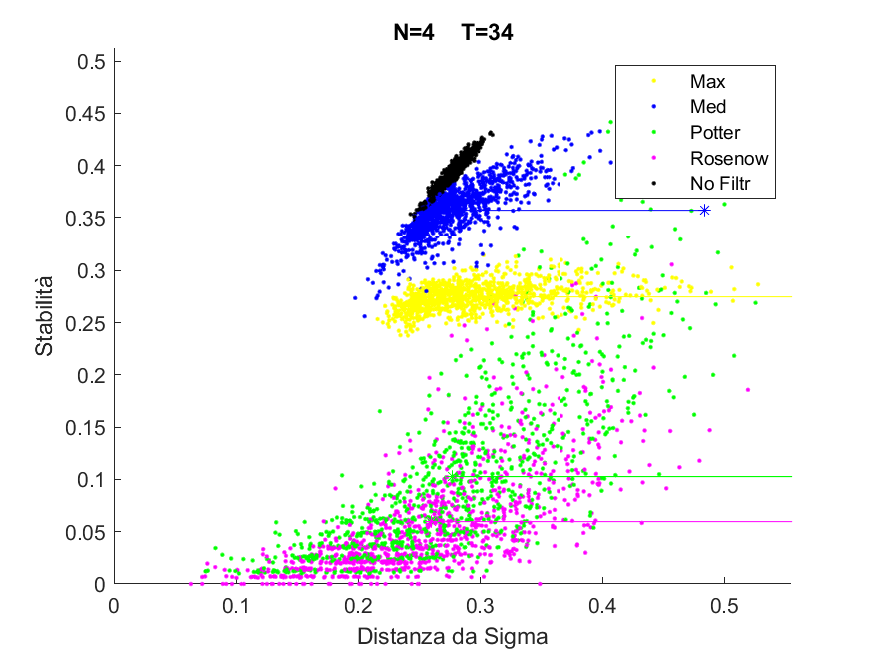 N=4 T=34
0.5
0.45
0.4
0.35
0.3
0.25
0.2
0.15
0.1
0.05
0
Stabilità
Max
Med
Potter
Rosenow
No Filtr
0 0.1 0.2 0.3 0.4 0.5
Distanza da Sigma